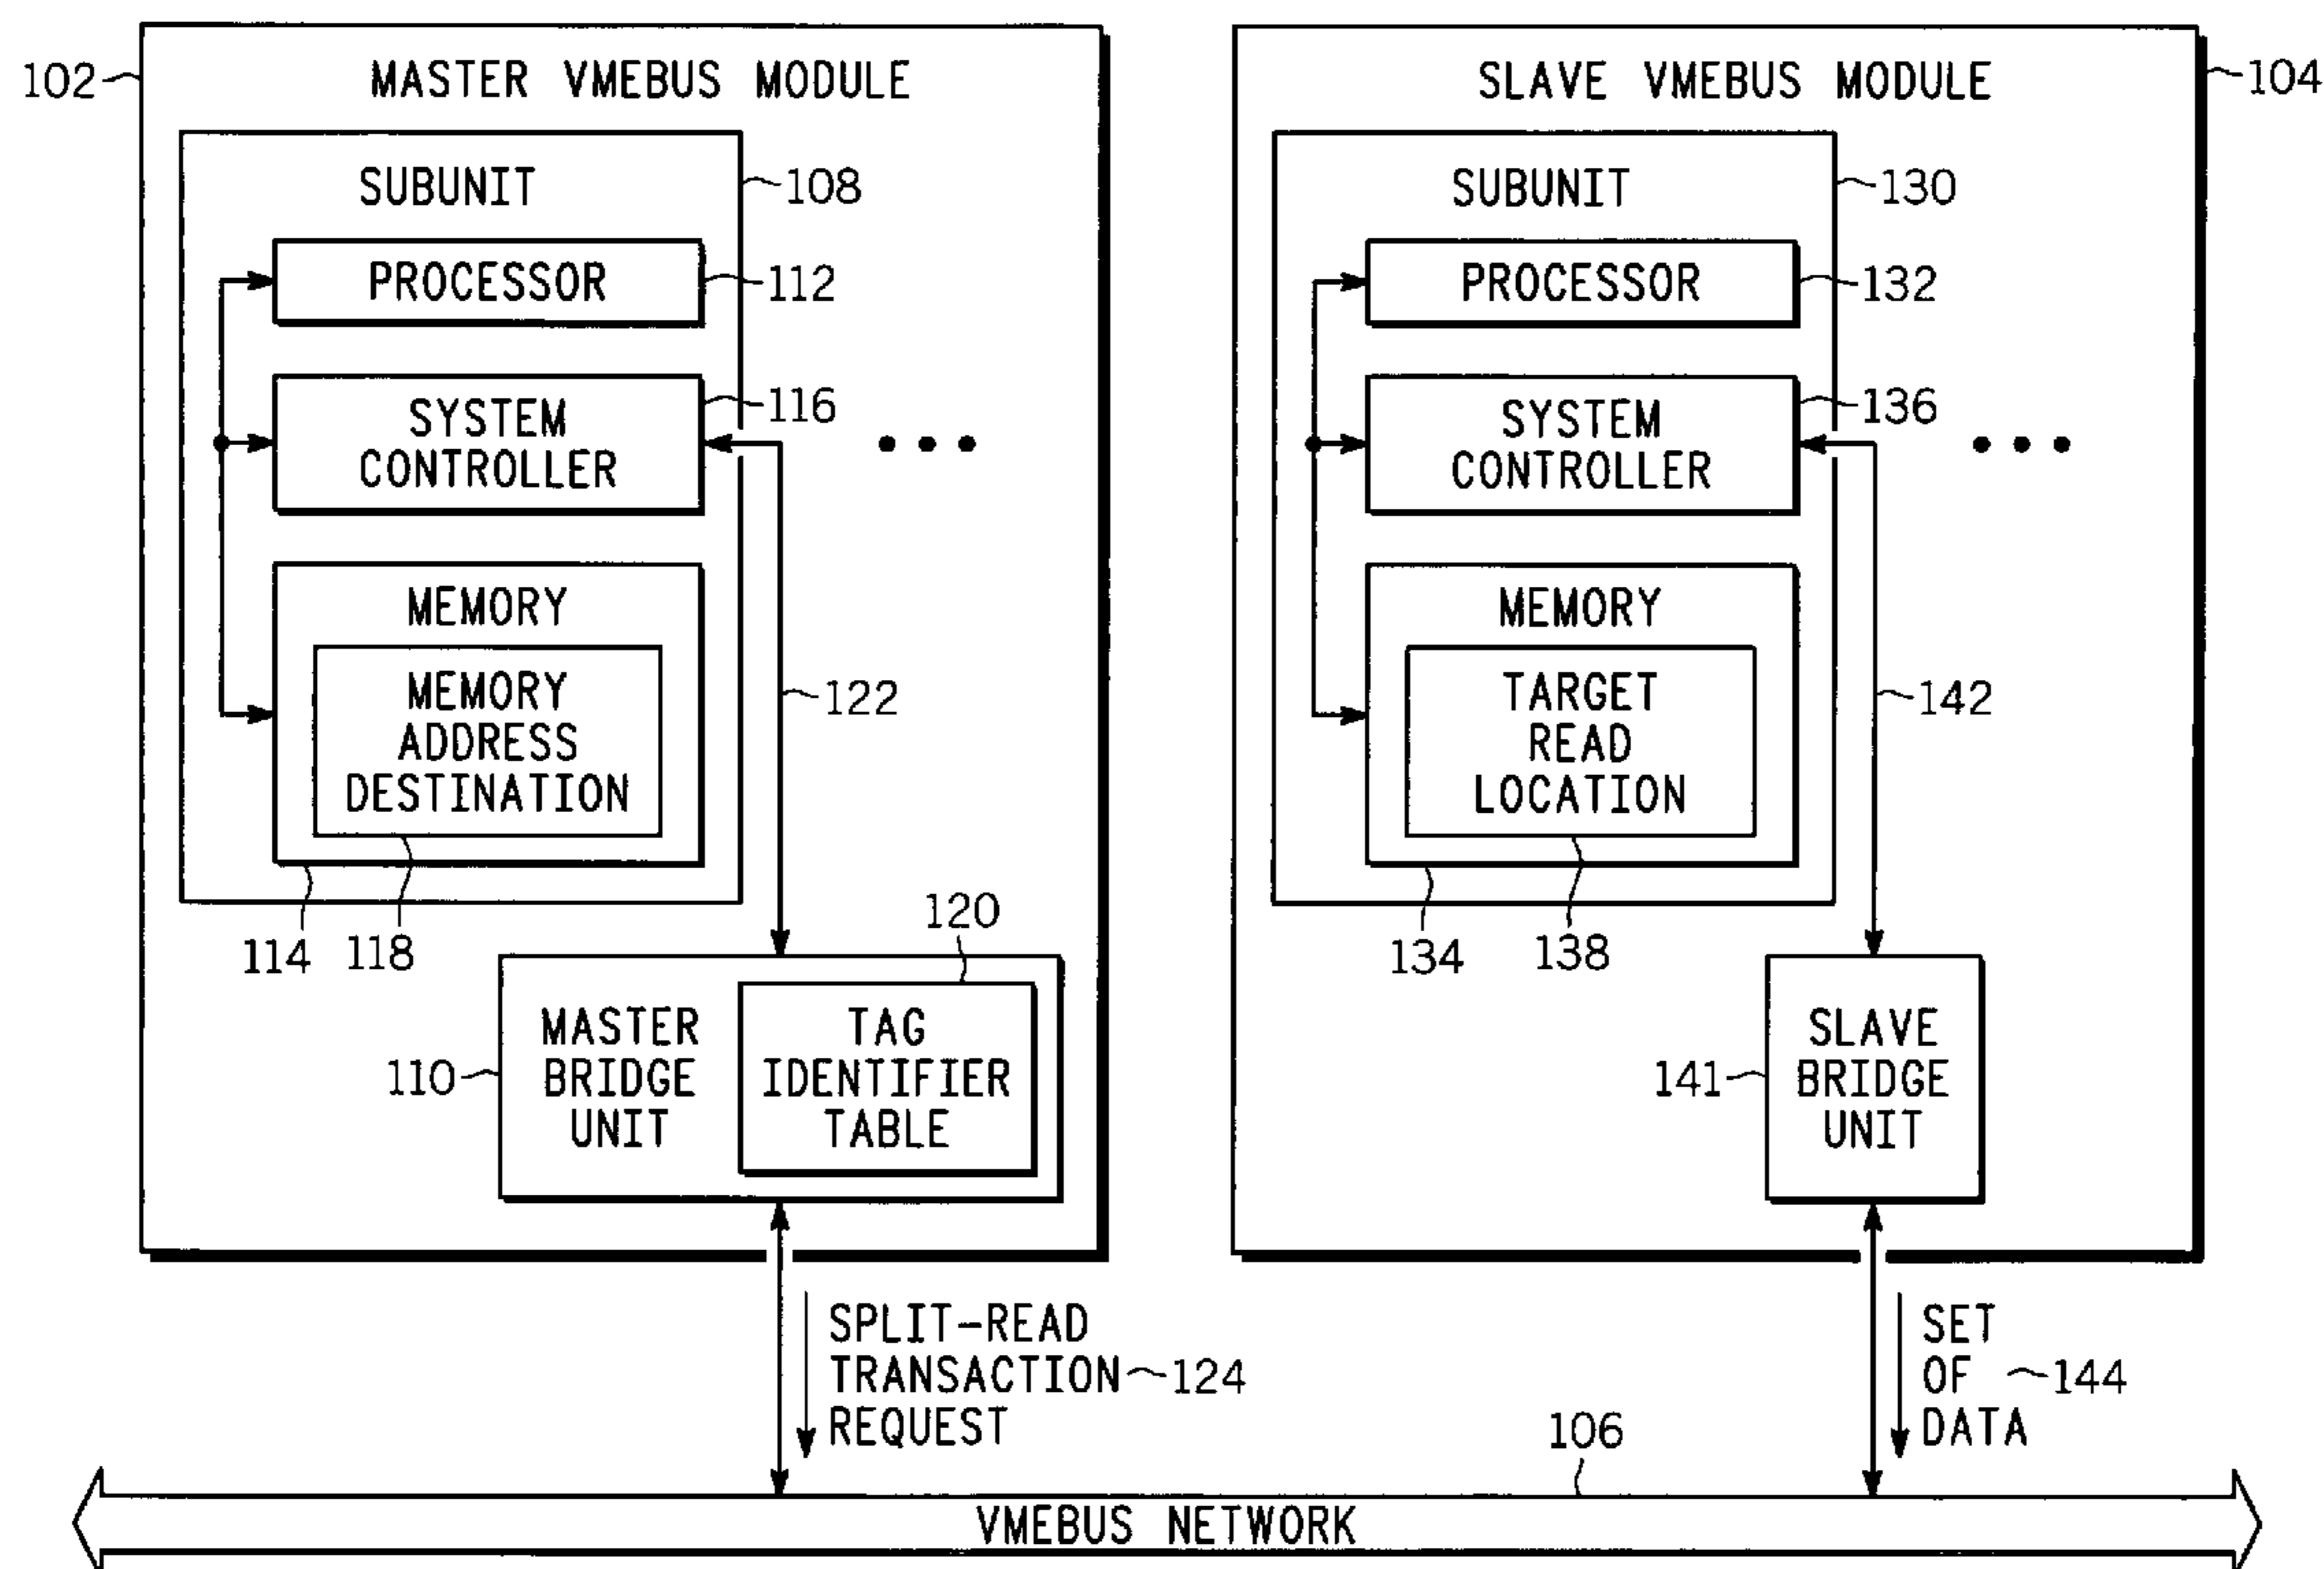 102
MASTER VMEBUS MODULE
SUBUNIT
108
PROCESSOR
112
SYSTEM
CONTROLLER
116
MEMORY
MEMORY
ADDRESS
DESTINATION
122
114
118
120
MASTER
BRIDGE
UNIT
110
TAG
IDENTIFIER
TABLE
SPLIT-READ
TRANSACTION
REQUEST
124
SLAVE VMEBUS MODULE
104
SUBUNIT
130
PROCESSOR
132
SYSTEM
CONTROLLER
136
MEMORY
TARGET
READ
LOCATION
142
134
138
141
SLAVE
BRIDGE
UNIT
SET
OF
DATA
144
106
VMEBUS NETWORK